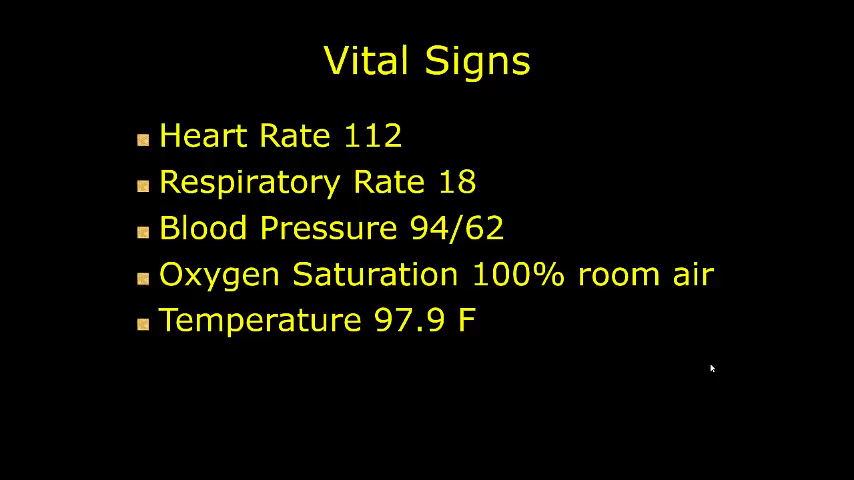 Vital Signs
Heart Rate 112
Respiratory Rate 18
Blood Pressure 94/62
Oxygen Saturation 100% room air
Temperature 97.9 F